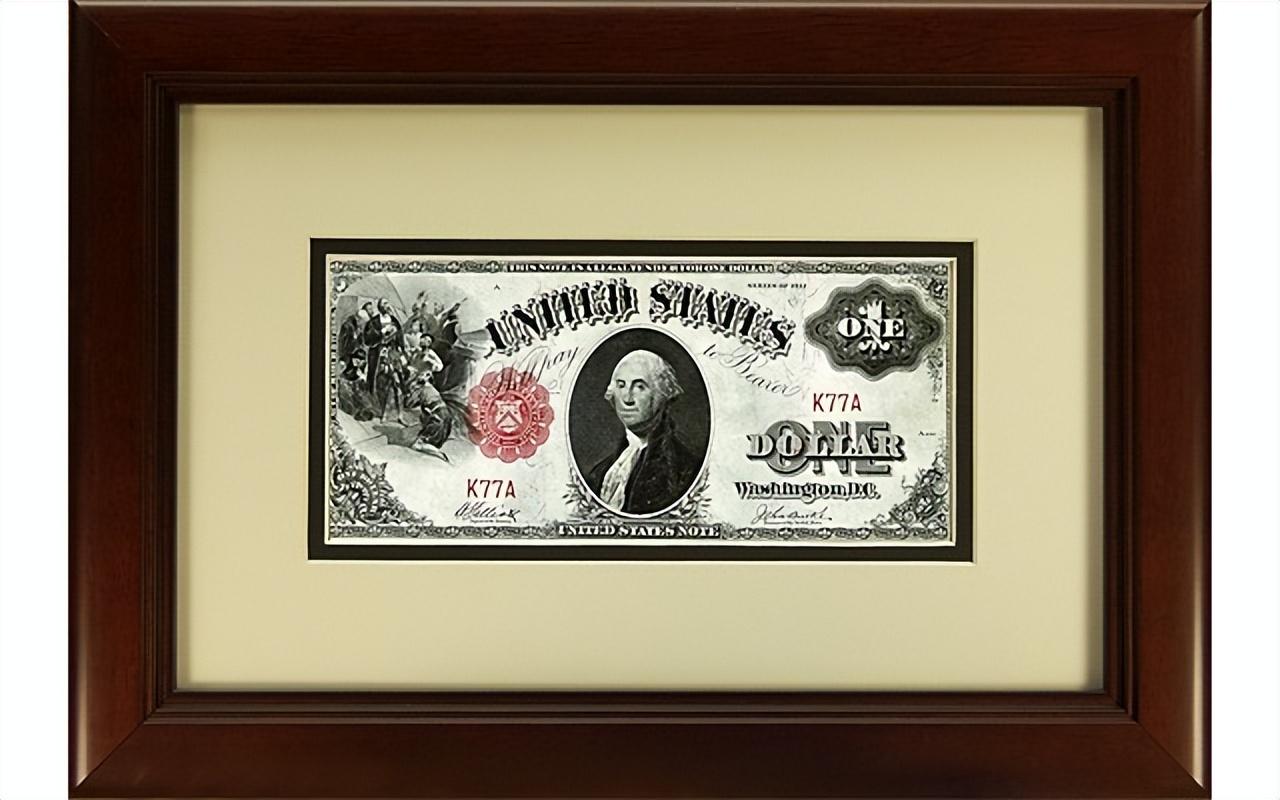 THIS NOTE IS A LEGAL TENDER FOR ONE DOLLAR
SERIES OF 1917
UNITED STATES
ONE
Will pay to Bearer
K77A
ONE
DOLLAR
Washington, D.C.
K77A
UNITED STATES NOTE